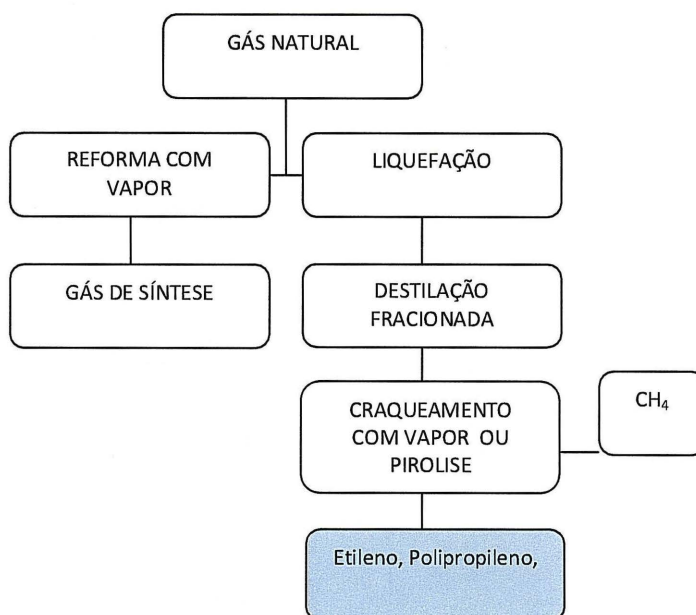 GÁS NATURAL
REFORMA COM
VAPOR
LIQUEFAÇÃO
GÁS DE SÍNTESE
DESTILAÇÃO
FRACIONADA
CRAQUEAMENTO
COM VAPOR OU
PIROLISE
CH₄
Etileno, Polipropileno,